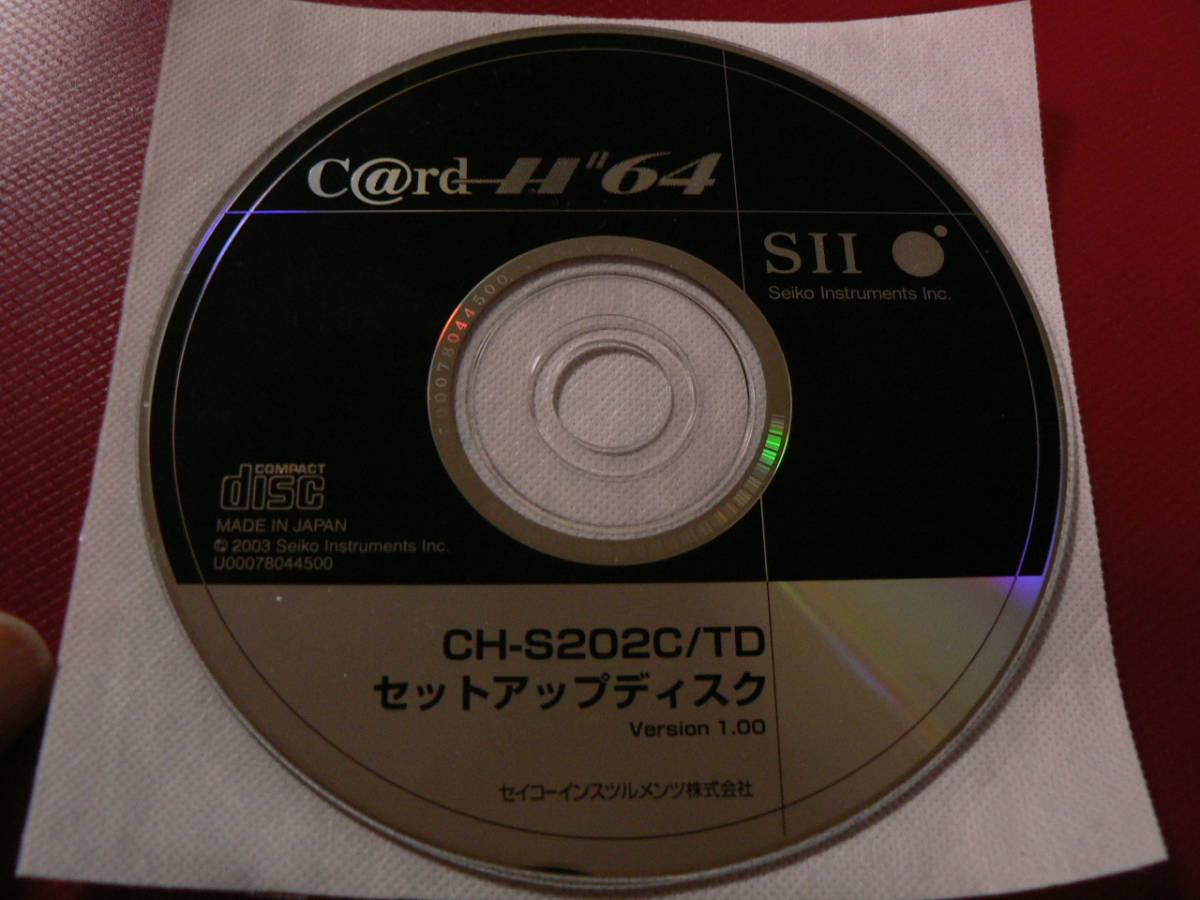 C@rd H"64
SII
Seiko Instruments Inc.
00078044500
COMPACT
disc
MADE IN JAPAN
℗ 2003 Seiko Instruments Inc.
U00078044500
CH-S202C/TD
セットアップディスク
Version 1.00
セイコーインスツルメンツ株式会社